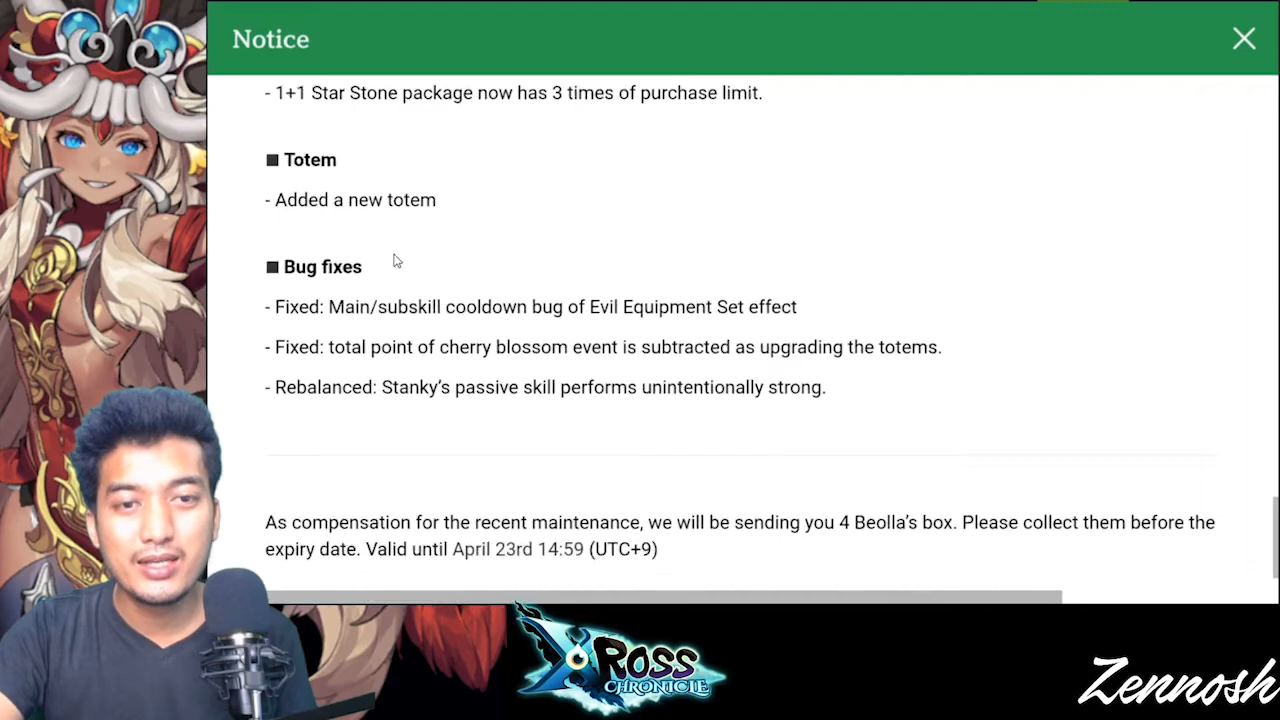 Notice
- 1+1 Star Stone package now has 3 times of purchase limit.
■ Totem
- Added a new totem
■ Bug fixes
- Fixed: Main/subskill cooldown bug of Evil Equipment Set effect
- Fixed: total point of cherry blossom event is subtracted as upgrading the totems.
- Rebalanced: Stanky’s passive skill performs unintentionally strong.
As compensation for the recent maintenance, we will be sending you 4 Beolla’s box. Please collect them before the
expiry date. Valid until April 23rd 14:59 (UTC+9)
XROSS
CHRONICLE
Zennosh